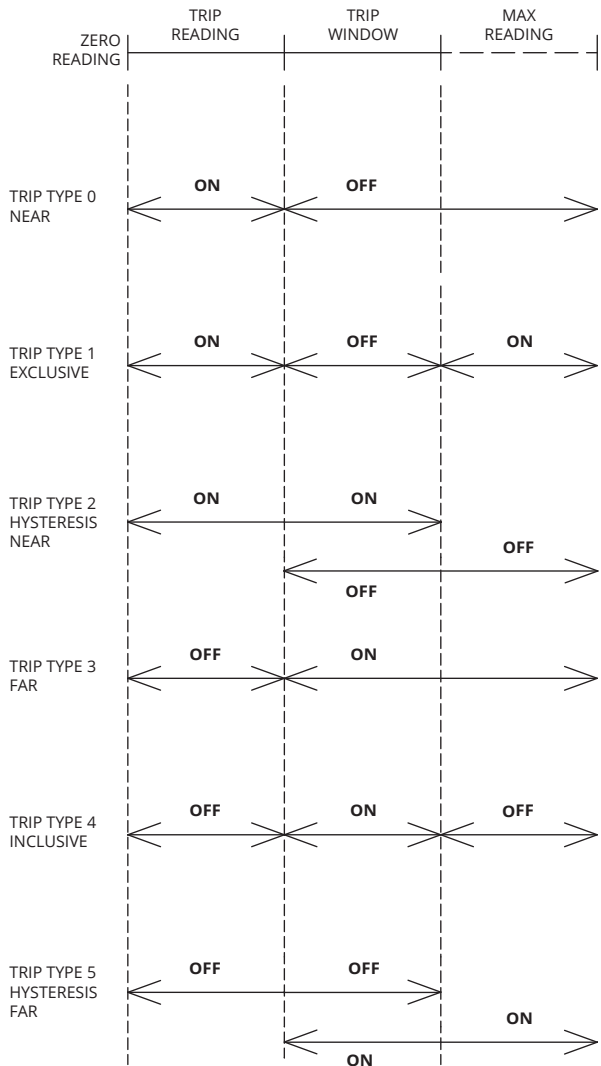 TRIP
READING
TRIP
WINDOW
MAX
READING
ZERO
READING
TRIP TYPE 0
NEAR
ON
OFF
TRIP TYPE 1
EXCLUSIVE
ON
OFF
ON
TRIP TYPE 2
HYSTERESIS
NEAR
ON
ON
OFF
OFF
TRIP TYPE 3
FAR
OFF
ON
TRIP TYPE 4
INCLUSIVE
OFF
ON
OFF
TRIP TYPE 5
HYSTERESIS
FAR
OFF
OFF
ON
ON